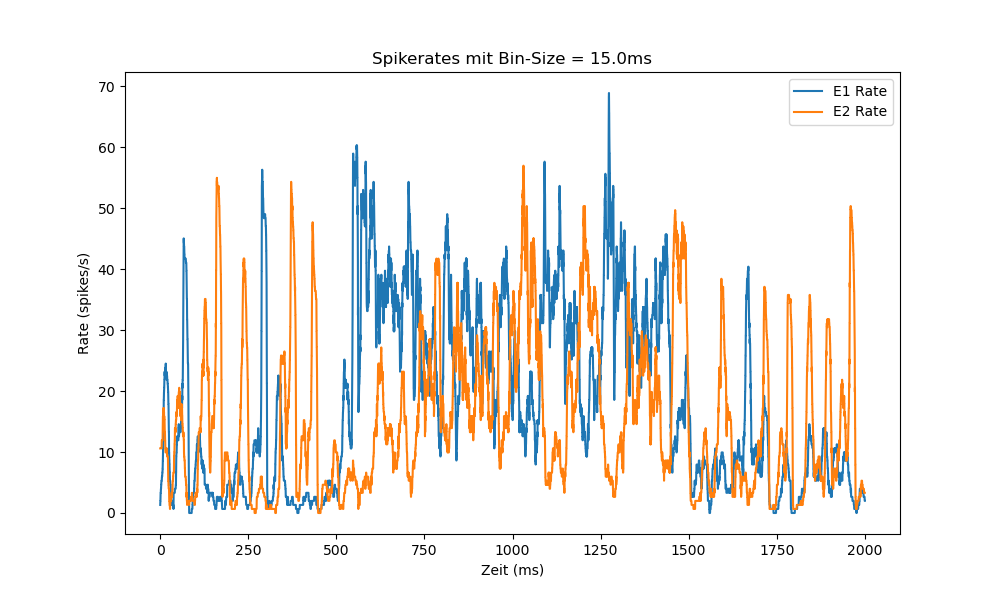 Spikerates mit Bin-Size = 15.0ms
E1 Rate
E2 Rate
70
60
50
40
30
20
10
0
Rate (spikes/s)
0 250 500 750 1000 1250 1500 1750 2000
Zeit (ms)